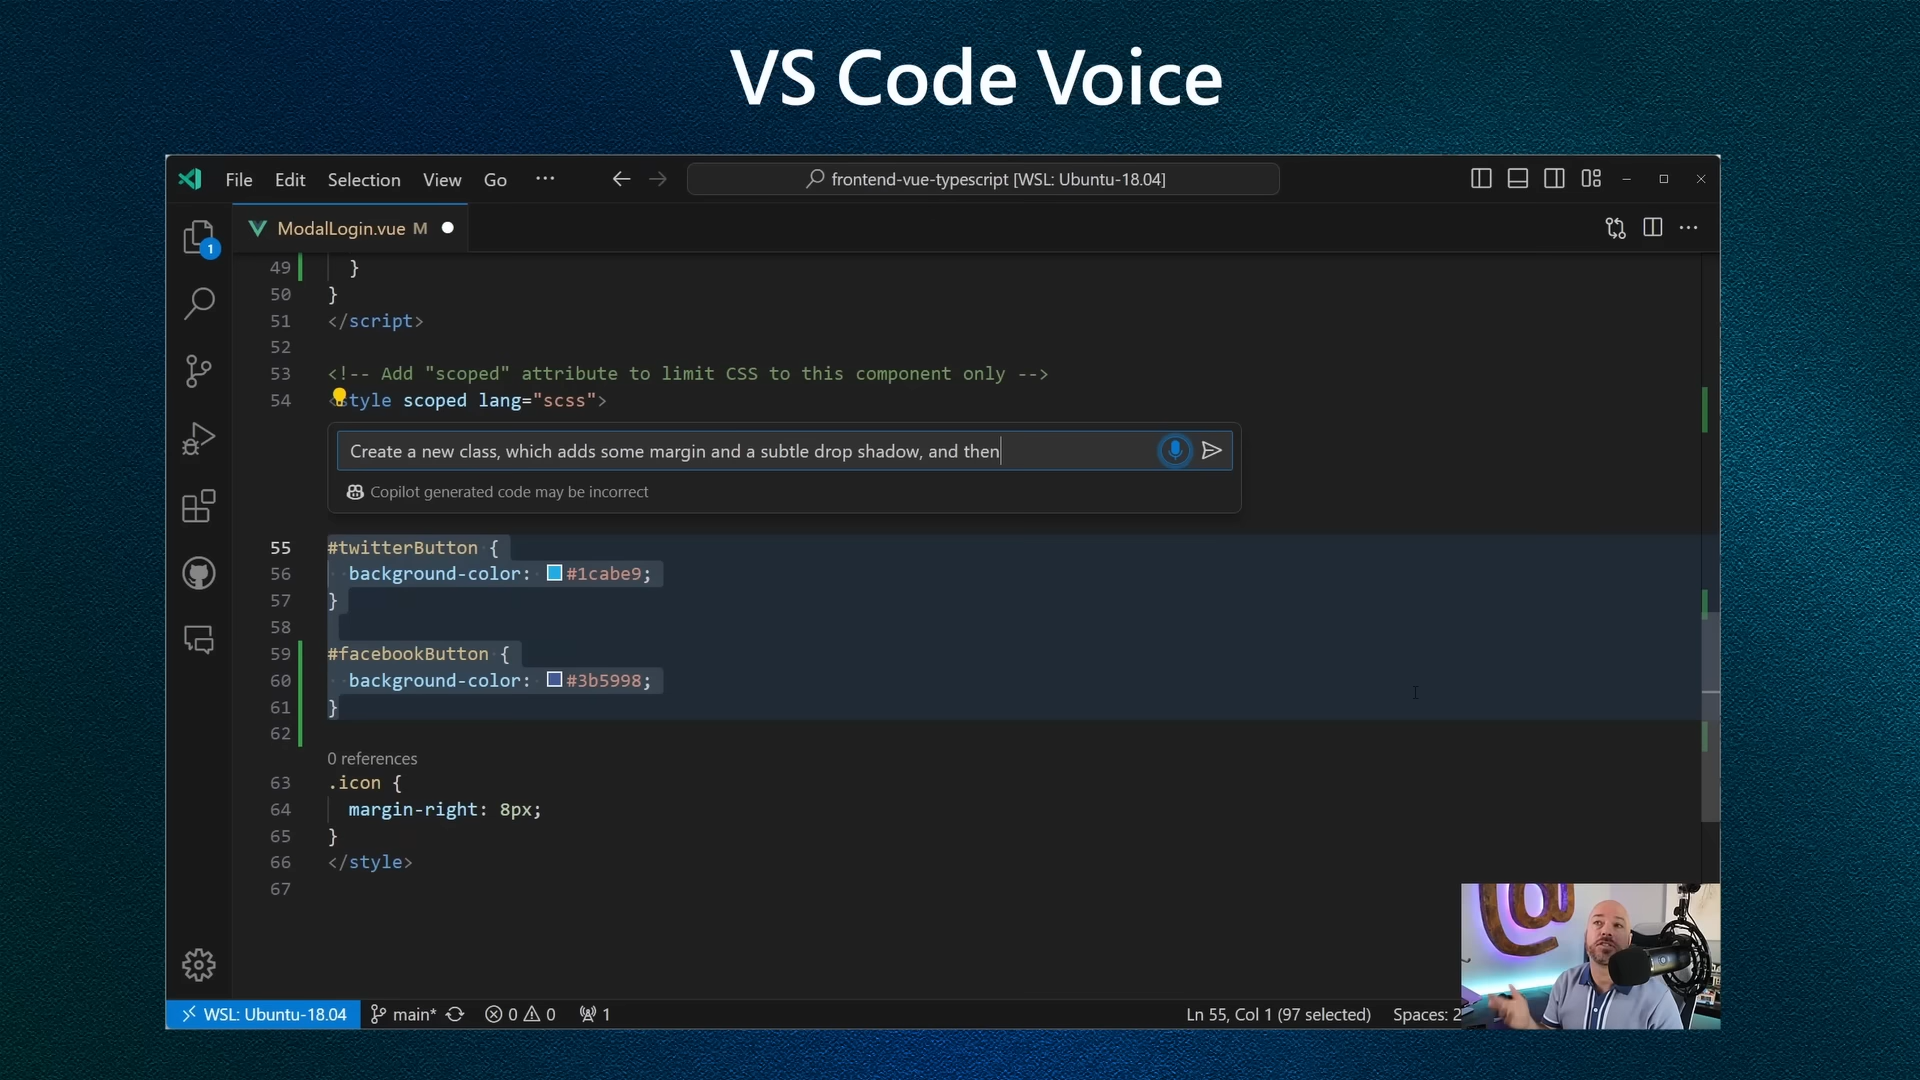 VS Code Voice
File Edit Selection View Go ··· frontend-vue-typescript [WSL: Ubuntu-18.04]
1
ModalLogin.vue M
49 }
50 }
51 </script>
52
53 <!-- Add "scoped" attribute to limit CSS to this component only -->
54 <style scoped lang="scss">
Create a new class, which adds some margin and a subtle drop shadow, and then
Copilot generated code may be incorrect
55 #twitterButton {
56 background-color: #1cabe9;
57 }
58
59 #facebookButton {
60 background-color: #3b5998;
61 }
62
0 references
63 .icon {
64 margin-right: 8px;
65 }
66 </style>
67
@
WSL: Ubuntu-18.04 main* 0 0 1 Ln 55, Col 1 (97 selected) Spaces: 2